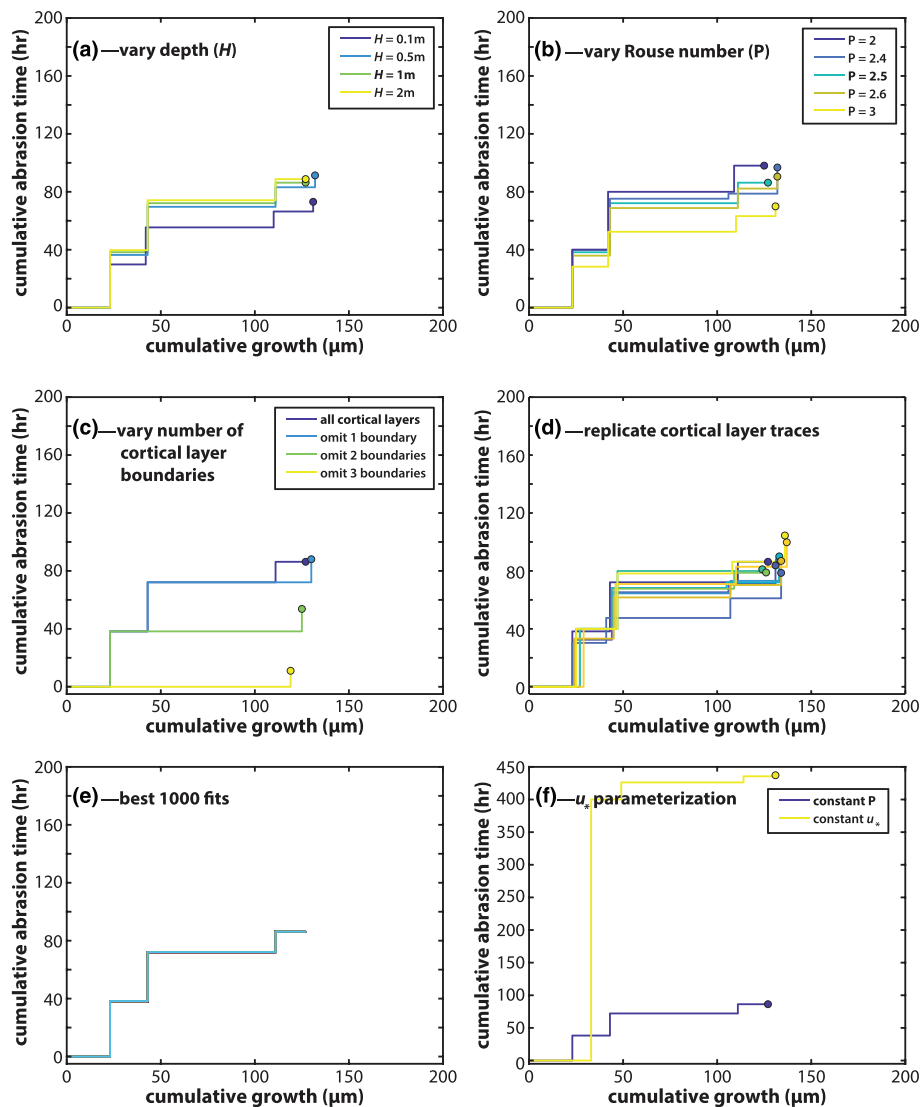 (a)—vary depth (H)
H = 0.1m
H = 0.5m
H = 1m
H = 2m
cumulative abrasion time (hr)
200
160
120
80
40
0
0 50 100 150 200
cumulative growth (µm)
(b)—vary Rouse number (P)
P = 2
P = 2.4
P = 2.5
P = 2.6
P = 3
cumulative abrasion time (hr)
200
160
120
80
40
0
0 50 100 150 200
cumulative growth (µm)
(c)—vary number of
cortical layer
boundaries
all cortical layers
omit 1 boundary
omit 2 boundaries
omit 3 boundaries
cumulative abrasion time (hr)
200
160
120
80
40
0
0 50 100 150 200
cumulative growth (µm)
(d)—replicate cortical layer traces
cumulative abrasion time (hr)
200
160
120
80
40
0
0 50 100 150 200
cumulative growth (µm)
(e)—best 1000 fits
cumulative abrasion time (hr)
200
160
120
80
40
0
0 50 100 150 200
cumulative growth (µm)
(f)—u* parameterization
constant P
constant u*
cumulative abrasion time (hr)
450
400
350
300
250
200
150
100
50
0
0 50 100 150 200
cumulative growth (µm)